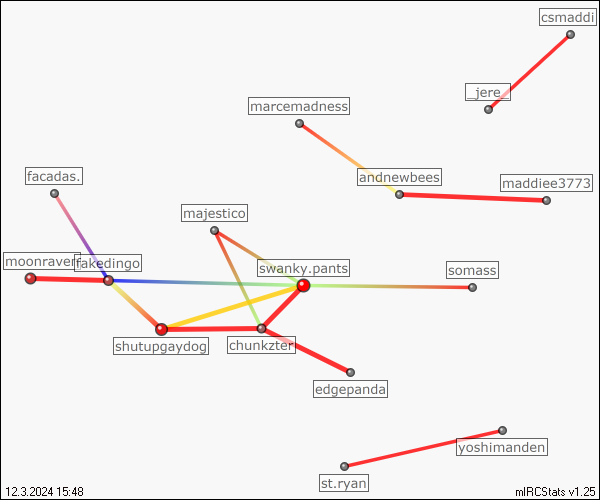 csmaddi
_jere_
marcemadness
andnewbees
facadas.
maddiee3773
majestico
moonraven
fakedingo
swanky.pants
somass
shutupgaydog
chunkzter
edgepanda
yoshimanden
st.ryan
12.3.2024 15:48
mIRCStats v1.25